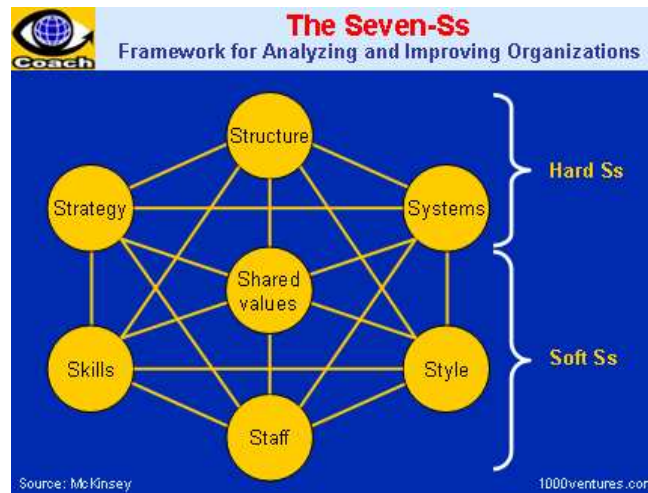 The Seven-Ss
Framework for Analyzing and Improving Organizations
Coach
Structure
Hard Ss
Strategy
Systems
Shared
values
Soft Ss
Skills
Style
Staff
Source: McKinsey
1000ventures.com